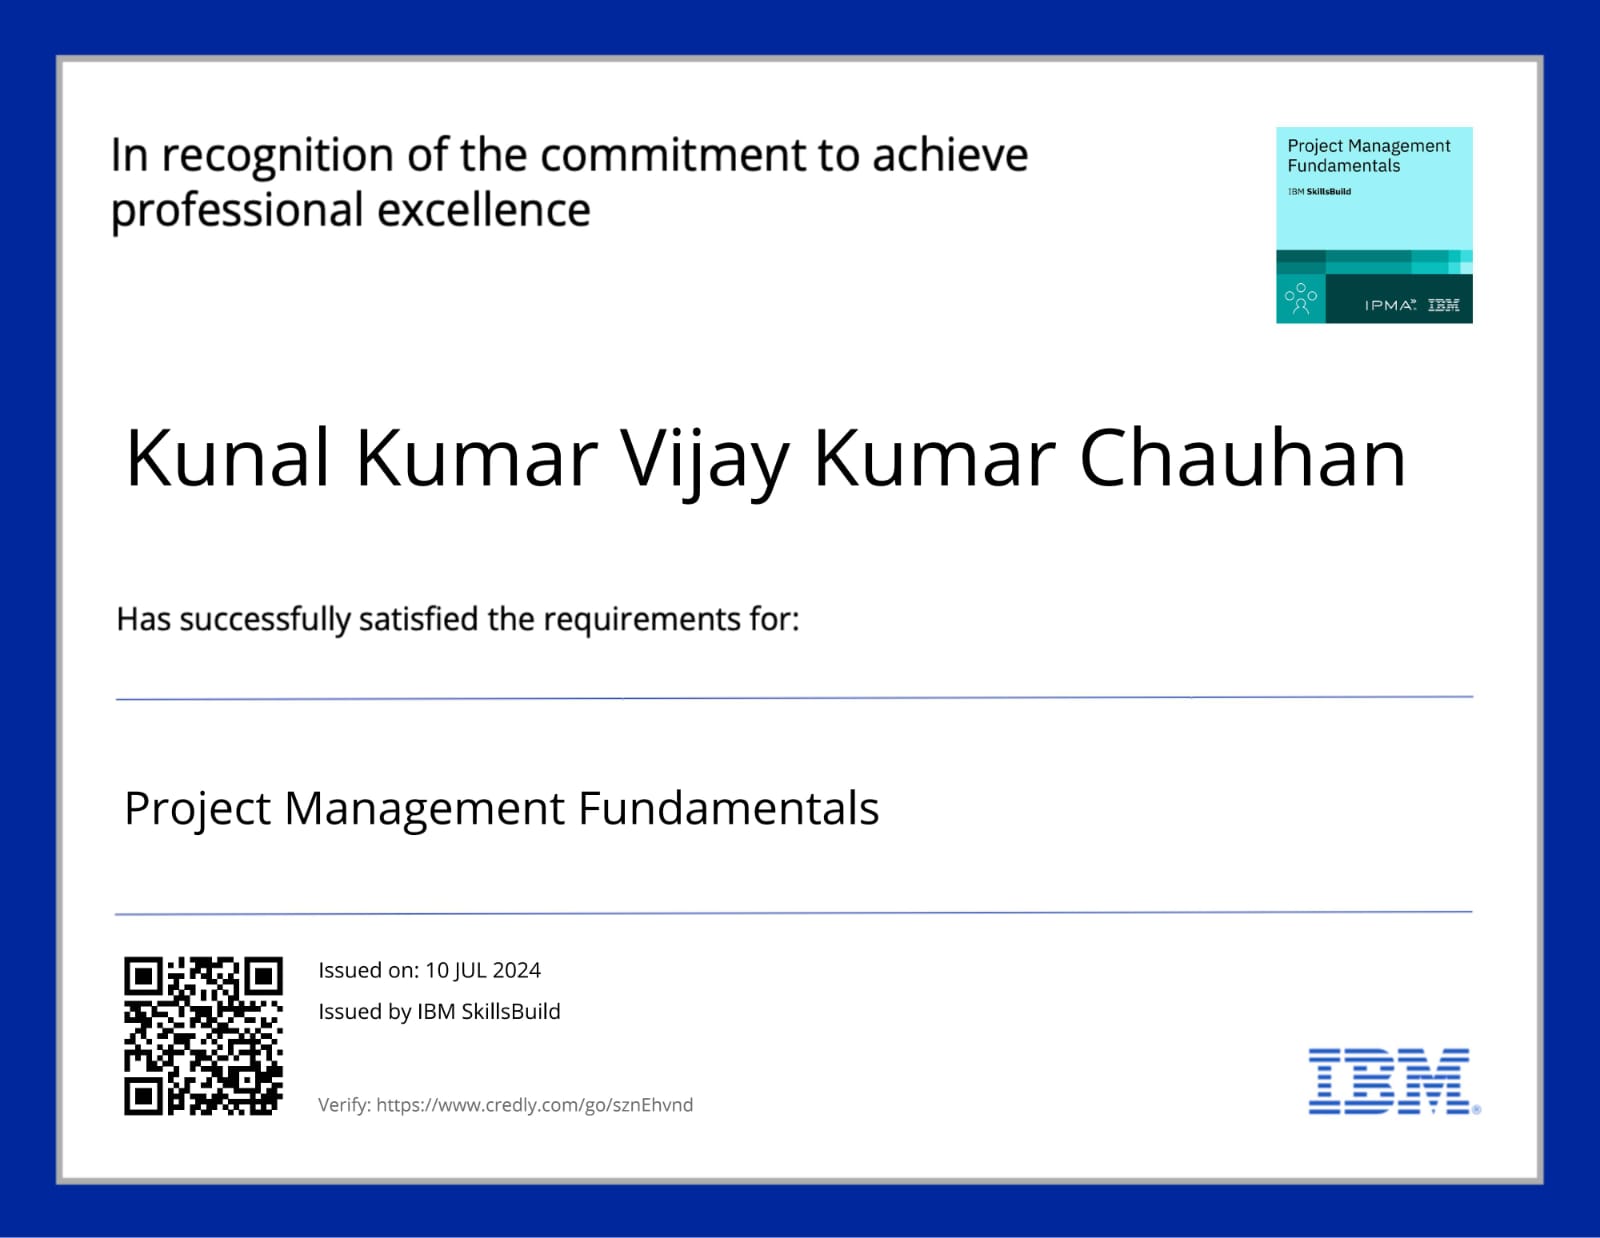 In recognition of the commitment to achieve
professional excellence
Project Management
Fundamentals
IBM SkillsBuild
IPMA
IBM
Kunal Kumar Vijay Kumar Chauhan
Has successfully satisfied the requirements for:
Project Management Fundamentals
Issued on: 10 JUL 2024
Issued by IBM SkillsBuild
Verify: https://www.credly.com/go/sznEhvnd
IBM®